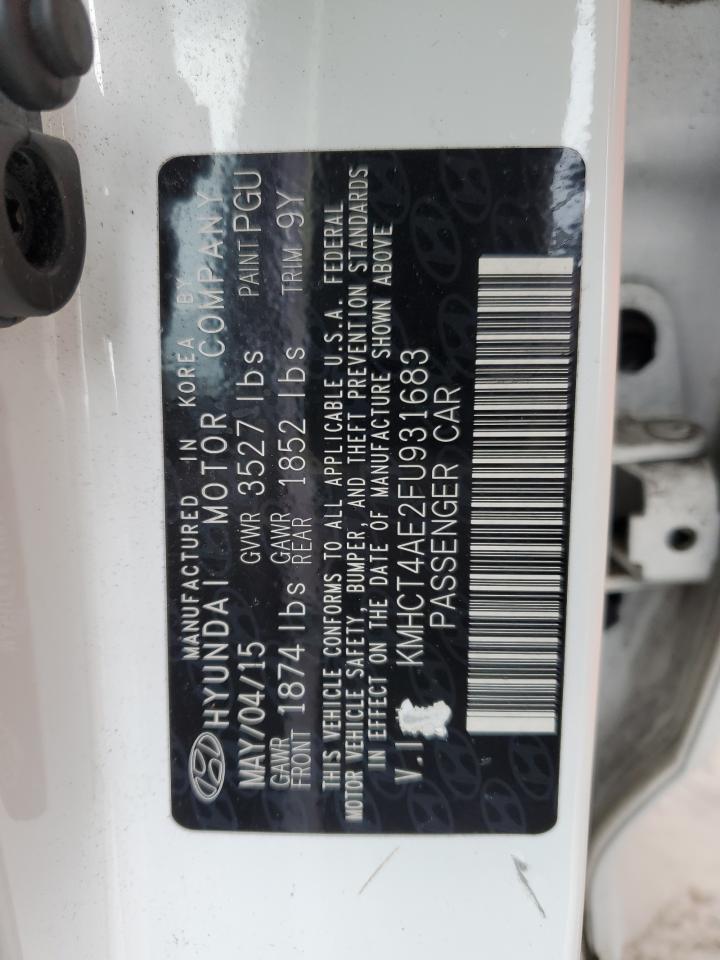 MANUFACTURED IN KOREA BY
HYUNDAI MOTOR COMPANY
MAY/04/15 GVWR 3527 lbs PAINT PGU
GAWR FRONT 1874 lbs GAWR REAR 1852 lbs TRIM 9Y
THIS VEHICLE CONFORMS TO ALL APPLICABLE U.S.A. FEDERAL
MOTOR VEHICLE SAFETY, BUMPER, AND THEFT PREVENTION STANDARDS
IN EFFECT ON THE DATE OF MANUFACTURE SHOWN ABOVE
V.I KMHCT4AE2FU931683
PASSENGER CAR